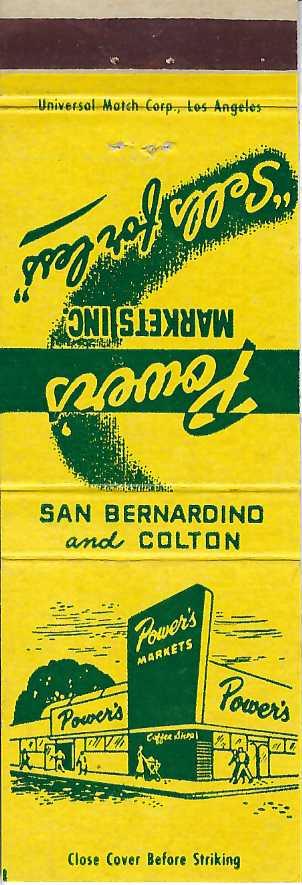 Universal Match Corp., Los Angeles
"Sells for less"
MARKETS INC.
Power's
SAN BERNARDINO
and COLTON
Power's
MARKETS
Power's
Power's
Coffee Shop
Close Cover Before Striking